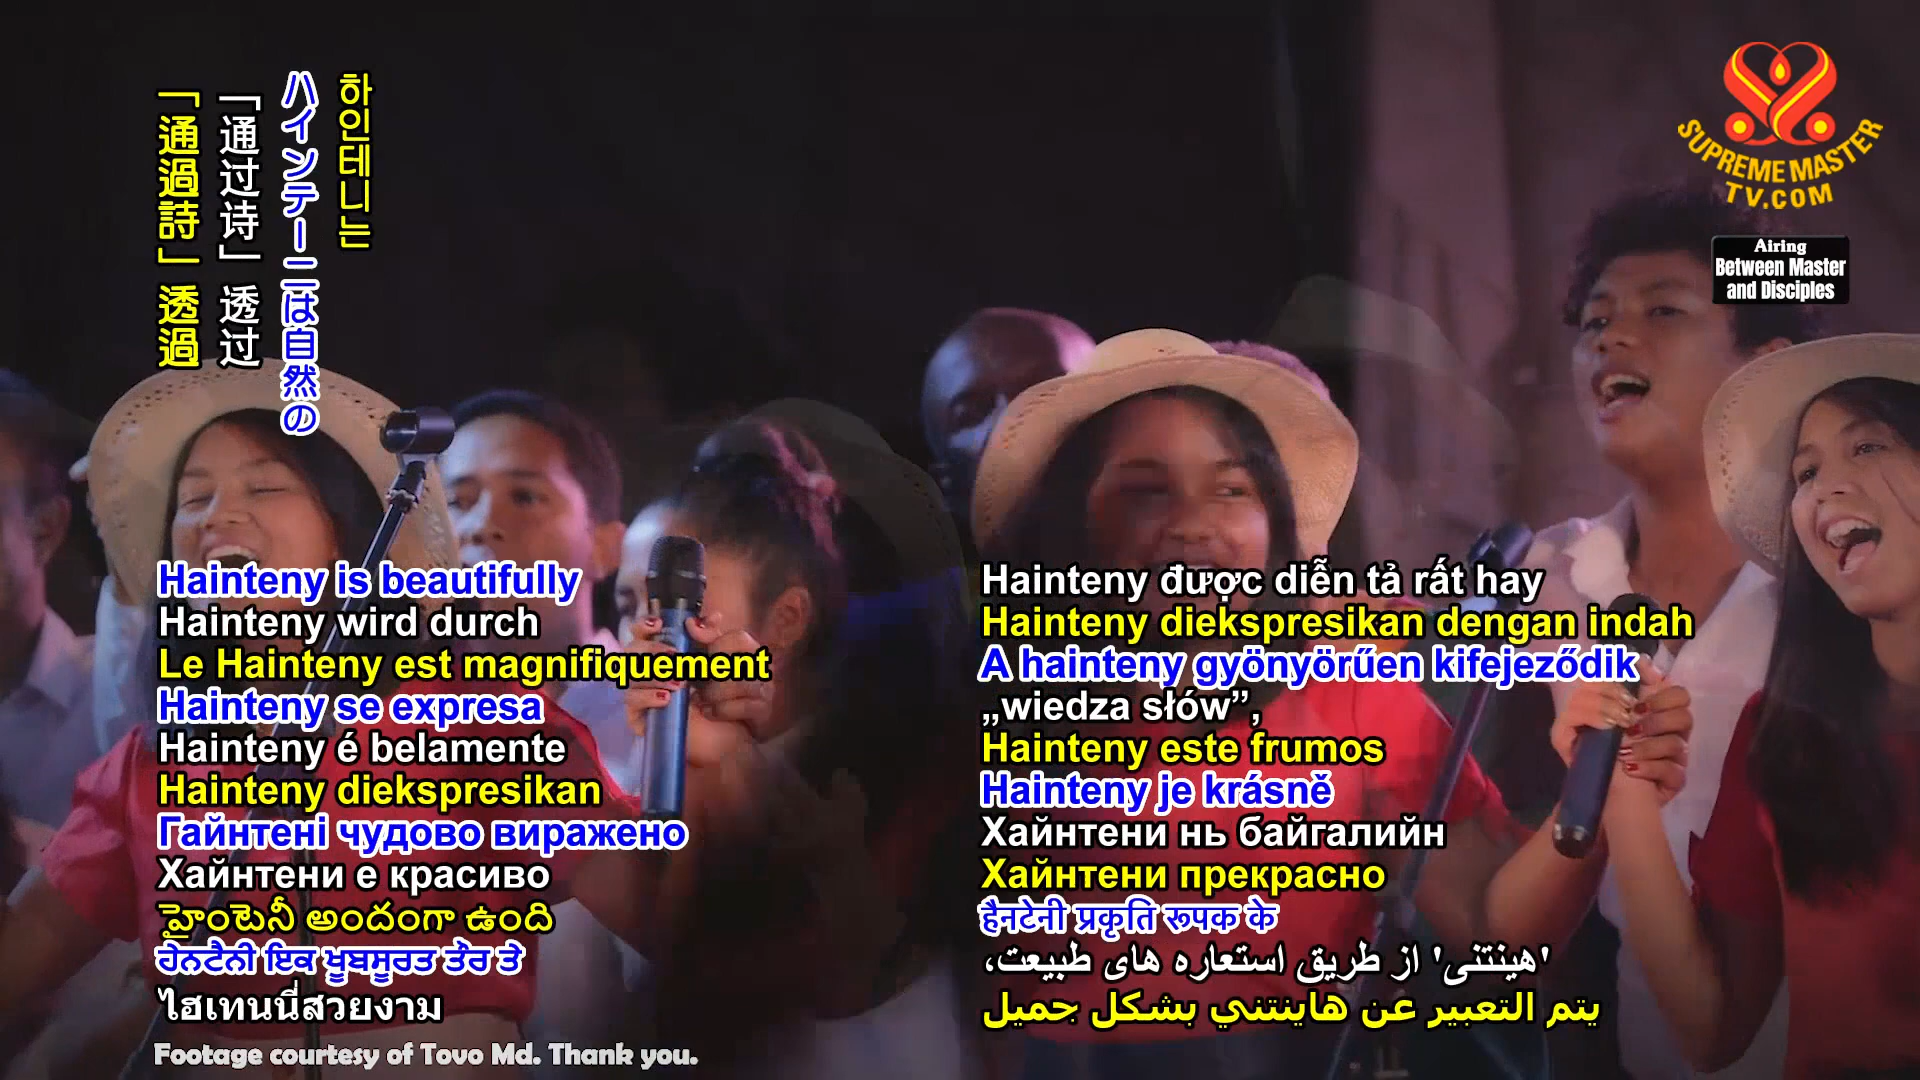 하인테니는
ハインテーニは自然の
「通过诗」透过
「通過詩」透過
SUPREME MASTER
TV.COM
Airing
Between Master
and Disciples
Hainteny is beautifully
Hainteny wird durch
Le Hainteny est magnifiquement
Hainteny se expresa
Hainteny é belamente
Hainteny diekspresikan
Гайнтені чудово виражено
Хайнтени е красиво
హైంటెనీ అందంగా ఉంది
ਹੇਨਟੈਨੀ ਇਕ ਖੂਬਸੂਰਤ ਤੌਰ ਤੇ
ไฮเทนนี่สวยงาม
Hainteny được diễn tả rất hay
Hainteny diekspresikan dengan indah
A hainteny gyönyörűen kifejeződik
„wiedza słów”,
Hainteny este frumos
Hainteny je krásně
Хайнтени нь байгалийн
Хайнтени прекрасно
हैनटेनी प्रकृति रूपक के
'هینتنی' از طریق استعاره های طبیعت،
يتم التعبير عن هاينتني بشكل جميل
Footage courtesy of Tovo Md. Thank you.